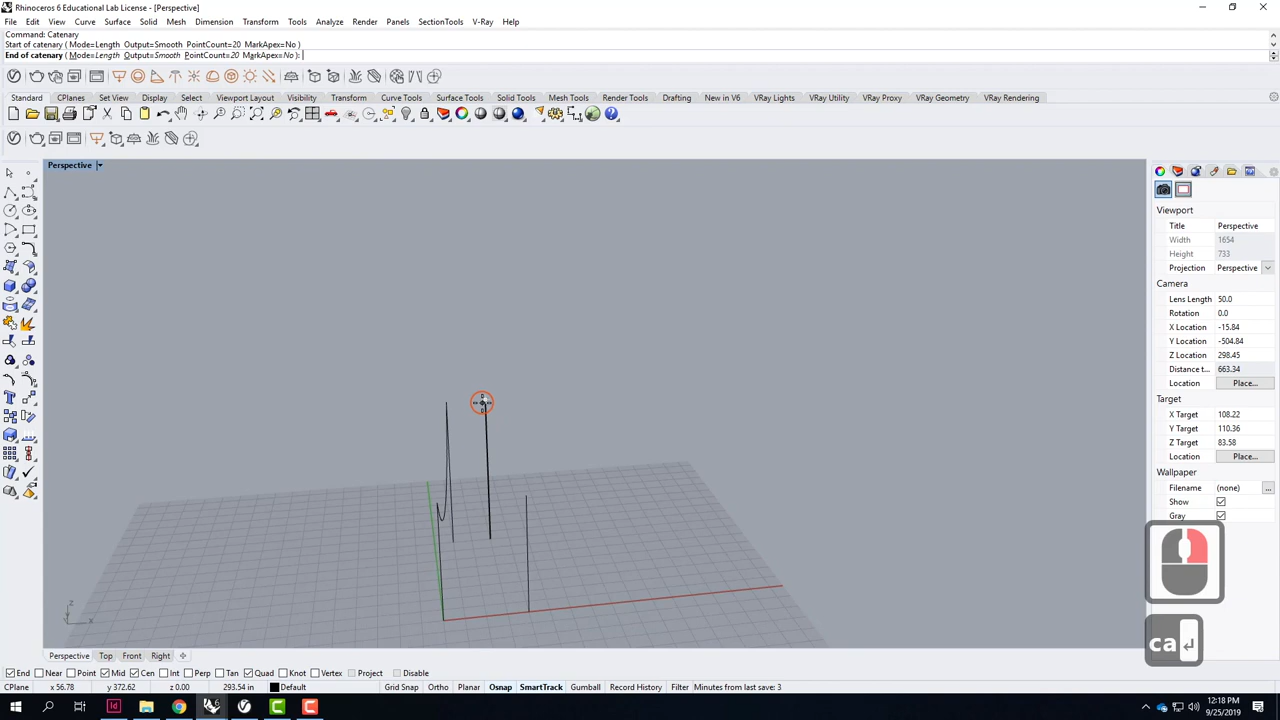 Rhinoceros 6 Educational Lab License - [Perspective]
File Edit View Curve Surface Solid Mesh Dimension Transform Tools Analyze Render Panels SectionTools V-Ray Help
Command: Catenary
Start of catenary ( Mode=Length Output=Smooth PointCount=20 MarkApex=No )
End of catenary ( Mode=Length Output=Smooth PointCount=20 MarkApex=No ):
Standard CPlanes Set View Display Select Viewport Layout Visibility Transform Curve Tools Surface Tools Solid Tools Mesh Tools Render Tools Drafting New in V6 VRay Lights VRay Utility VRay Proxy VRay Geometry VRay Rendering
Perspective
Viewport
Title Perspective
Width 1654
Height 733
Projection Perspective
Camera
Lens Length 50.0
Rotation 0.0
X Location -15.84
Y Location -504.84
Z Location 298.45
Distance t... 663.34
Location Place...
Target
X Target 108.22
Y Target 110.36
Z Target 83.58
Location Place...
Wallpaper
Filename (none) ...
Show
Gray
z
x
ca
Perspective Top Front Right
End Near Point Mid Cen Int Perp Tan Quad Knot Vertex Project Disable
CPlane x 56.78 y 372.62 z 0.00 293.54 in Default Grid Snap Ortho Planar Osnap SmartTrack Gumball Record History Filter Minutes from last save: 3
12:18 PM
9/25/2019